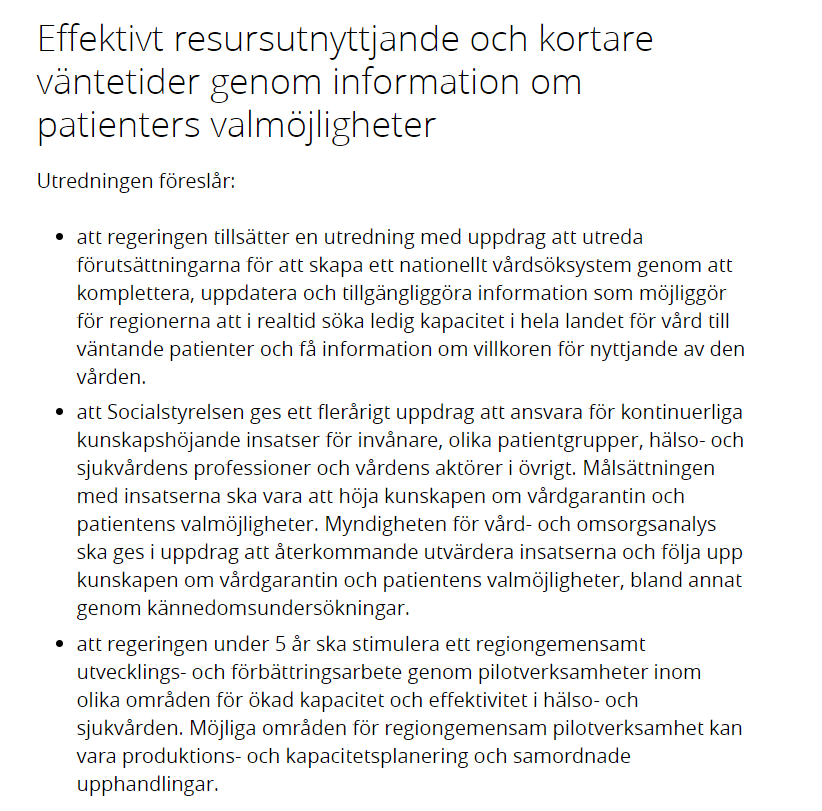 Effektivt resursutnyttjande och kortare
väntetider genom information om
patienters valmöjligheter
Utredningen föreslår:
• att regeringen tillsätter en utredning med uppdrag att utreda
förutsättningarna för att skapa ett nationellt vårdsöksystem genom att
komplettera, uppdatera och tillgängliggöra information som möjliggör
för regionerna att i realtid söka ledig kapacitet i hela landet för vård till
väntande patienter och få information om villkoren för nyttjande av den
vården.
• att Socialstyrelsen ges ett flerårigt uppdrag att ansvara för kontinuerliga
kunskapshöjande insatser för invånare, olika patientgrupper, hälso- och
sjukvårdens professioner och vårdens aktörer i övrigt. Målsättningen
med insatserna ska vara att höja kunskapen om vårdgarantin och
patientens valmöjligheter. Myndigheten för vård- och omsorgsanalys
ska ges i uppdrag att återkommande utvärdera insatserna och följa upp
kunskapen om vårdgarantin och patientens valmöjligheter, bland annat
genom kännedomsundersökningar.
• att regeringen under 5 år ska stimulera ett regiongemensamt
utvecklings- och förbättringsarbete genom pilotverksamheter inom
olika områden för ökad kapacitet och effektivitet i hälso- och
sjukvården. Möjliga områden för regiongemensam pilotverksamhet kan
vara produktions- och kapacitetsplanering och samordnade
upphandlingar.